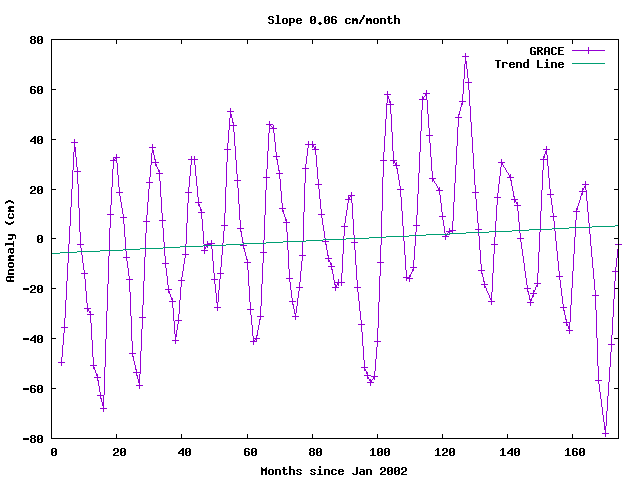 Slope 0.06 cm/month
GRACE
Trend Line
80
60
40
20
0
-20
-40
-60
-80
Anomaly (cm)
0 20 40 60 80 100 120 140 160
Months since Jan 2002